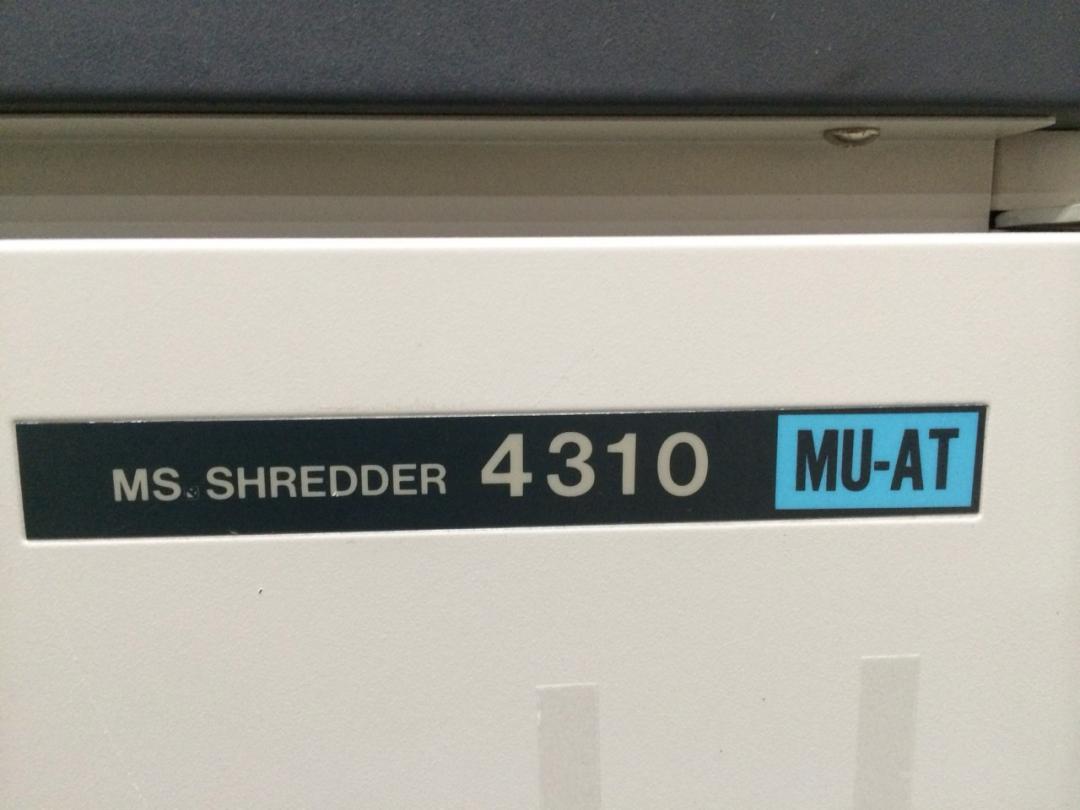 MS. SHREDDER 4310 MU-AT